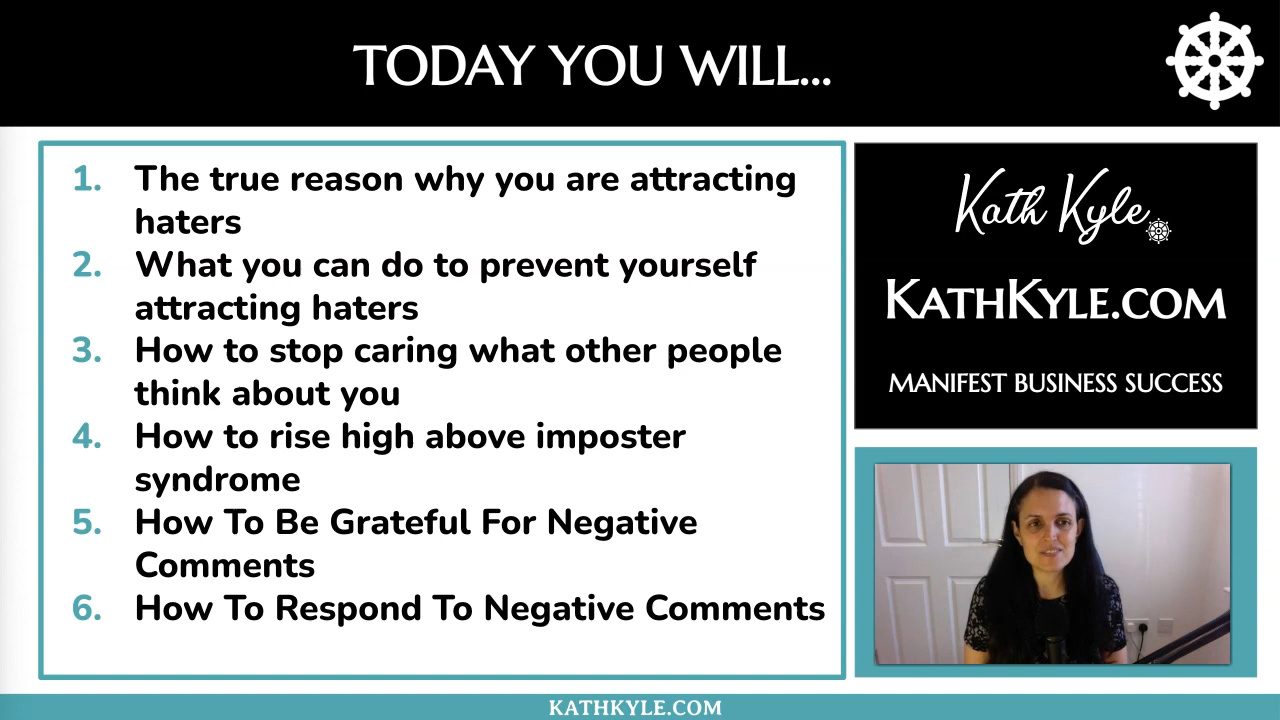 TODAY YOU WILL...
1. The true reason why you are attracting
haters
2. What you can do to prevent yourself
attracting haters
3. How to stop caring what other people
think about you
4. How to rise high above imposter
syndrome
5. How To Be Grateful For Negative
Comments
6. How To Respond To Negative Comments
Kath Kyle
KATHKYLE.COM
MANIFEST BUSINESS SUCCESS
KATHKYLE.COM